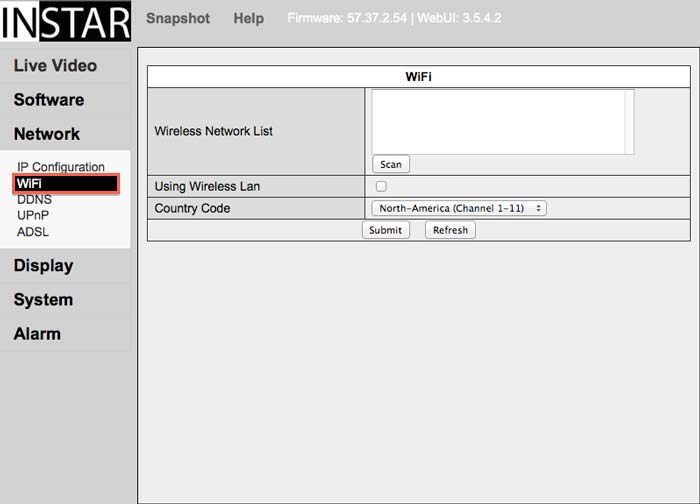 INSTAR
Snapshot Help Firmware: 57.37.2.54 | WebUI: 3.5.4.2
Live Video
Software
Network
IP Configuration
WiFi
DDNS
UPnP
ADSL
Display
System
Alarm
WiFi
Wireless Network List
Scan
Using Wireless Lan
Country Code North-America (Channel 1-11)
Submit Refresh